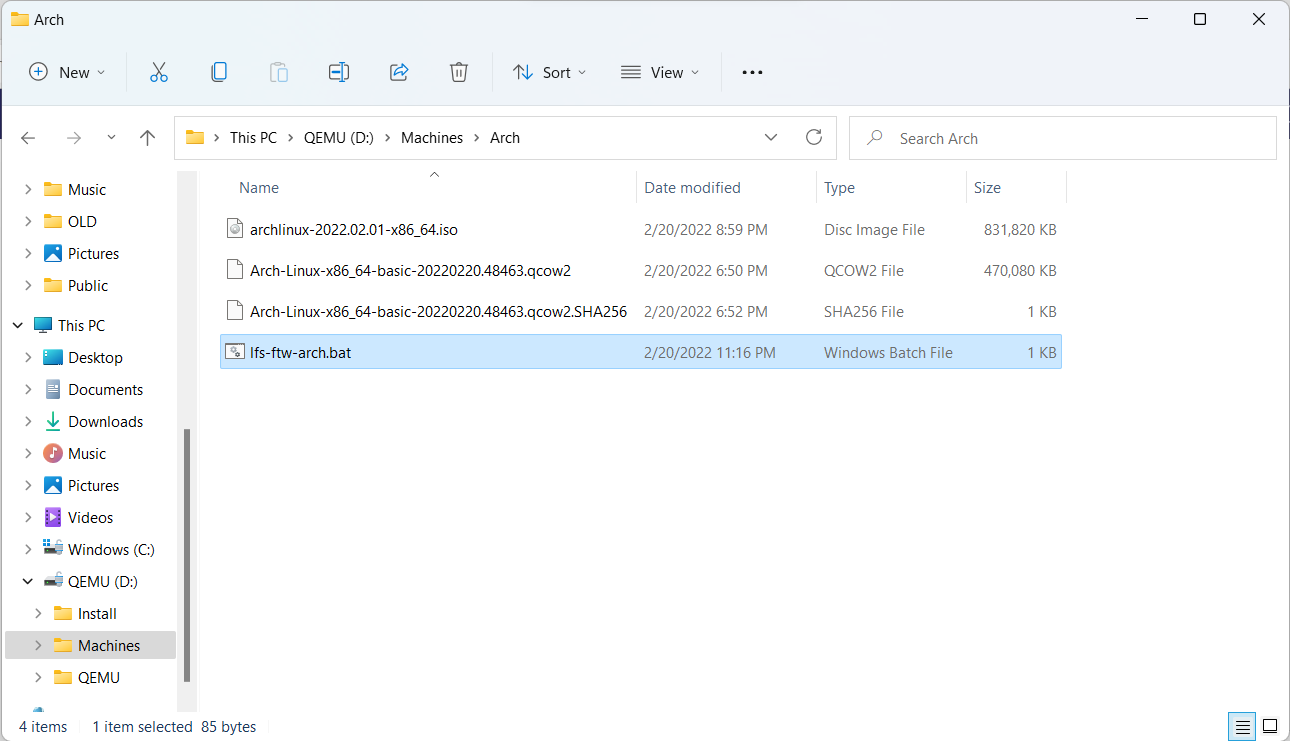 Arch
New Sort View
This PC QEMU (D:) Machines Arch Search Arch
Name Date modified Type Size
archlinux-2022.02.01-x86_64.iso 2/20/2022 8:59 PM Disc Image File 831,820 KB
Arch-Linux-x86_64-basic-20220220.48463.qcow2 2/20/2022 6:50 PM QCOW2 File 470,080 KB
Arch-Linux-x86_64-basic-20220220.48463.qcow2.SHA256 2/20/2022 6:52 PM SHA256 File 1 KB
lfs-ftw-arch.bat 2/20/2022 11:16 PM Windows Batch File 1 KB
Music
OLD
Pictures
Public
This PC
Desktop
Documents
Downloads
Music
Pictures
Videos
Windows (C:)
QEMU (D:)
Install
Machines
QEMU
4 items 1 item selected 85 bytes